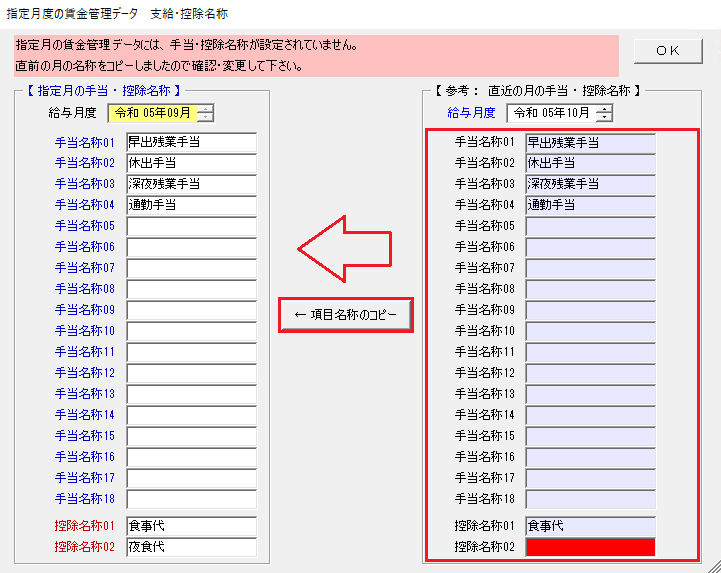 指定月度の賃金管理データ　支給・控除名称
指定月の賃金管理データには、手当・控除名称が設定されていません。
直前の月の名称をコピーしましたので確認・変更して下さい。
ＯＫ
【 指定月の手当・控除名称 】
給与月度 令和 05年09月
手当名称01 早出残業手当
手当名称02 休出手当
手当名称03 深夜残業手当
手当名称04 通勤手当
手当名称05
手当名称06
手当名称07
手当名称08
手当名称09
手当名称10
手当名称11
手当名称12
手当名称13
手当名称14
手当名称15
手当名称16
手当名称17
手当名称18
控除名称01 食事代
控除名称02 夜食代
← 項目名称のコピー
【 参考： 直近の月の手当・控除名称 】
給与月度 令和 05年10月
手当名称01 早出残業手当
手当名称02 休出手当
手当名称03 深夜残業手当
手当名称04 通勤手当
手当名称05
手当名称06
手当名称07
手当名称08
手当名称09
手当名称10
手当名称11
手当名称12
手当名称13
手当名称14
手当名称15
手当名称16
手当名称17
手当名称18
控除名称01 食事代
控除名称02